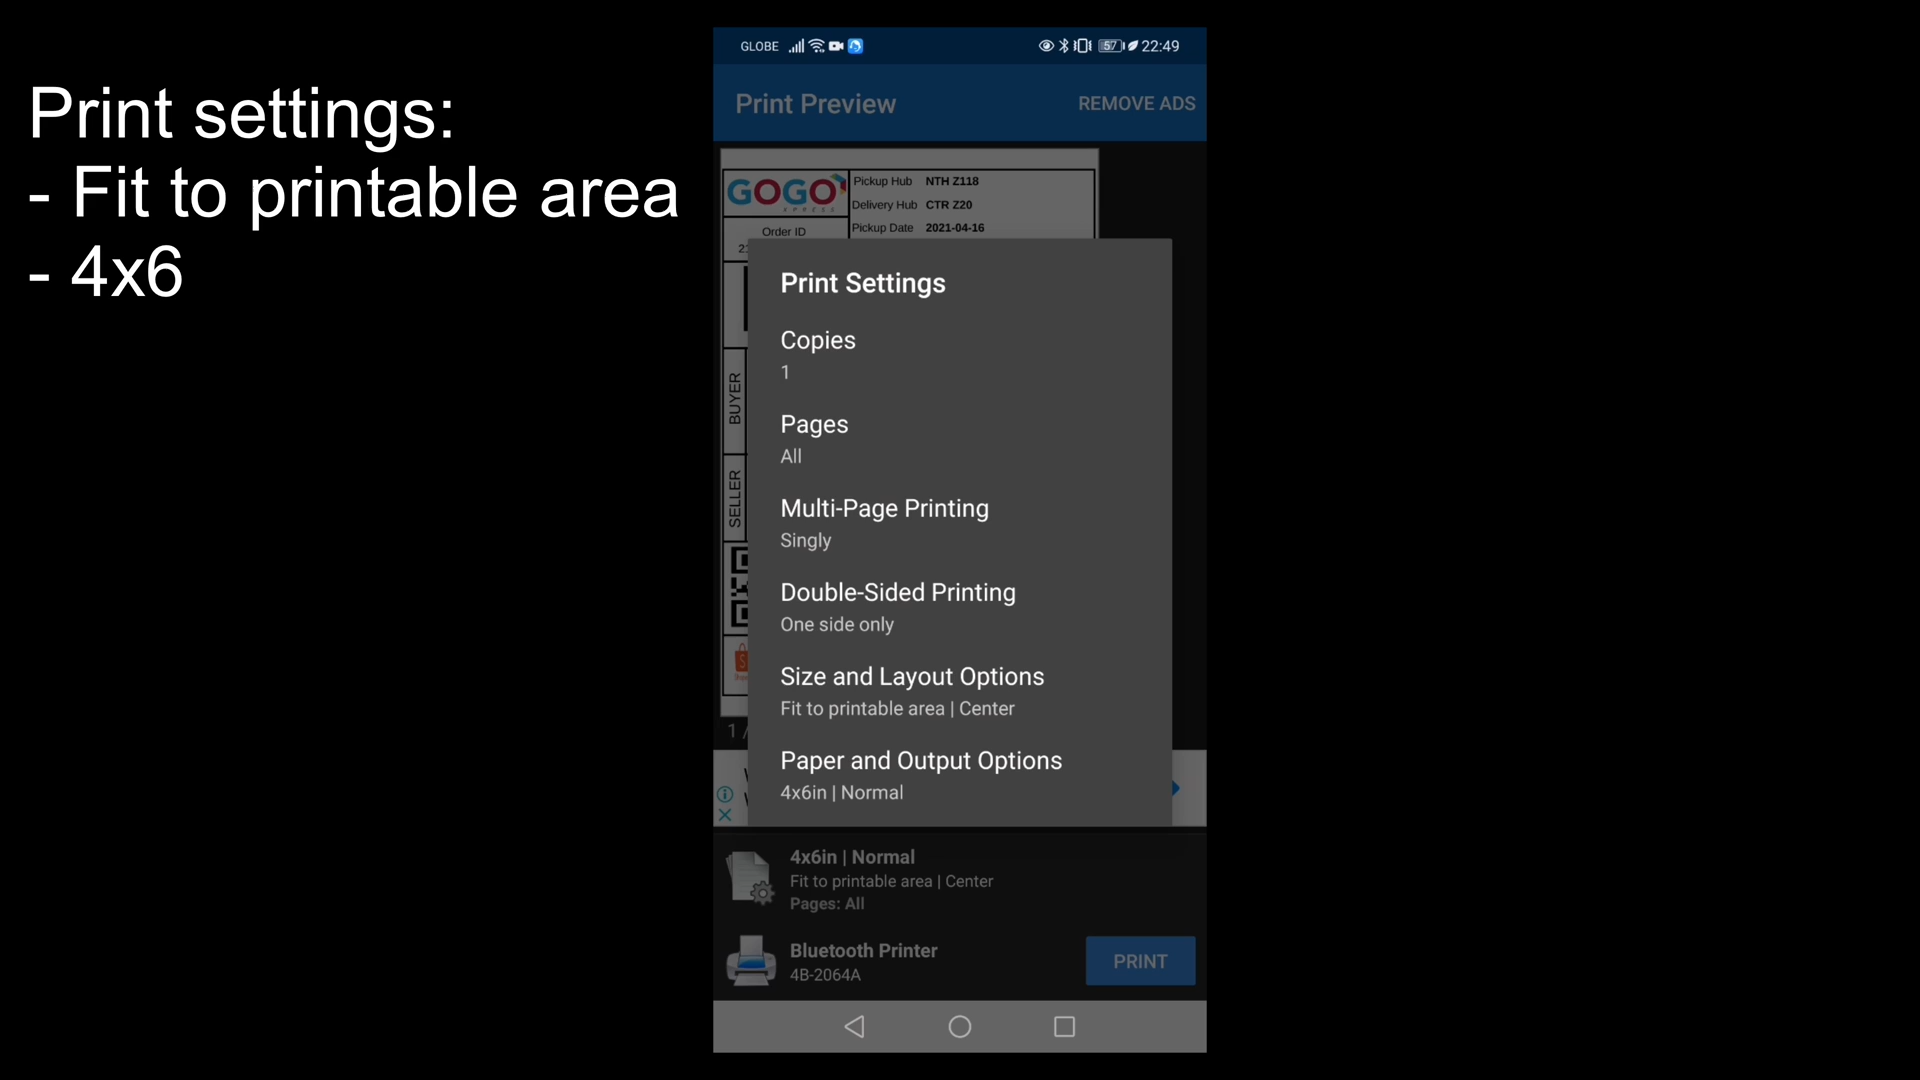 Print settings:
- Fit to printable area
- 4x6
GLOBE
57
22:49
Print Preview
REMOVE ADS
GOGO
XPRESS
Pickup Hub NTH Z118
Delivery Hub CTR Z20
Pickup Date 2021-04-16
Order ID
BUYER
SELLER
1 /
Print Settings
Copies
1
Pages
All
Multi-Page Printing
Singly
Double-Sided Printing
One side only
Size and Layout Options
Fit to printable area | Center
Paper and Output Options
4x6in | Normal
4x6in | Normal
Fit to printable area | Center
Pages: All
Bluetooth Printer
4B-2064A
PRINT